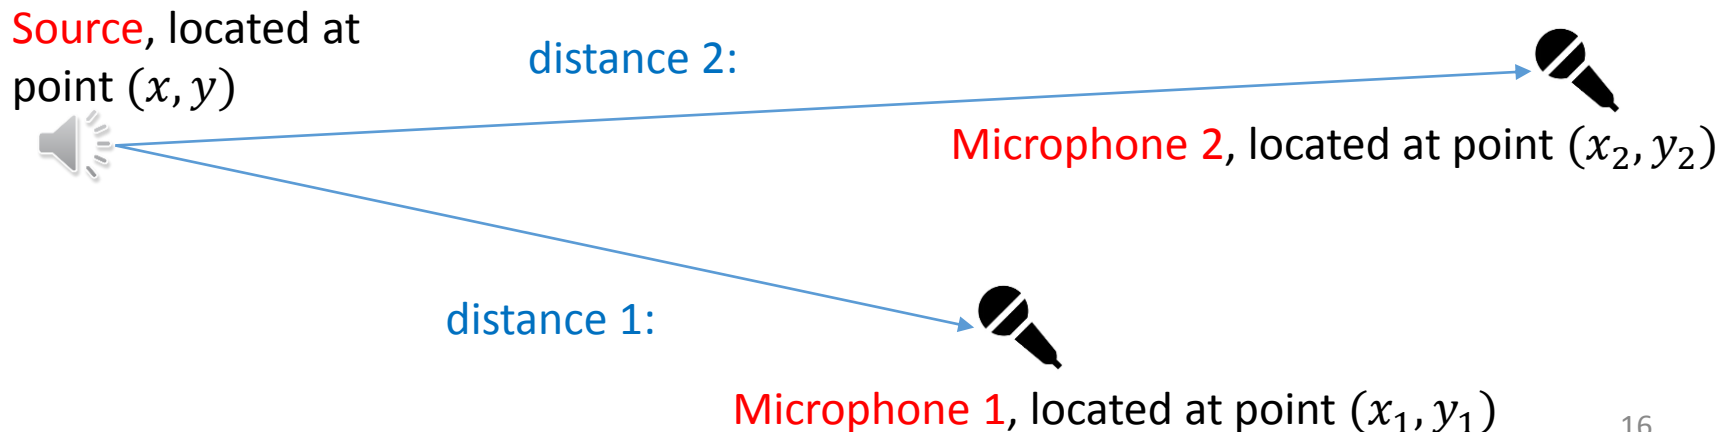 Source, located at
point (x, y)
distance 2:
Microphone 2, located at point (x₂, y₂)
distance 1:
Microphone 1, located at point (x₁, y₁)
16